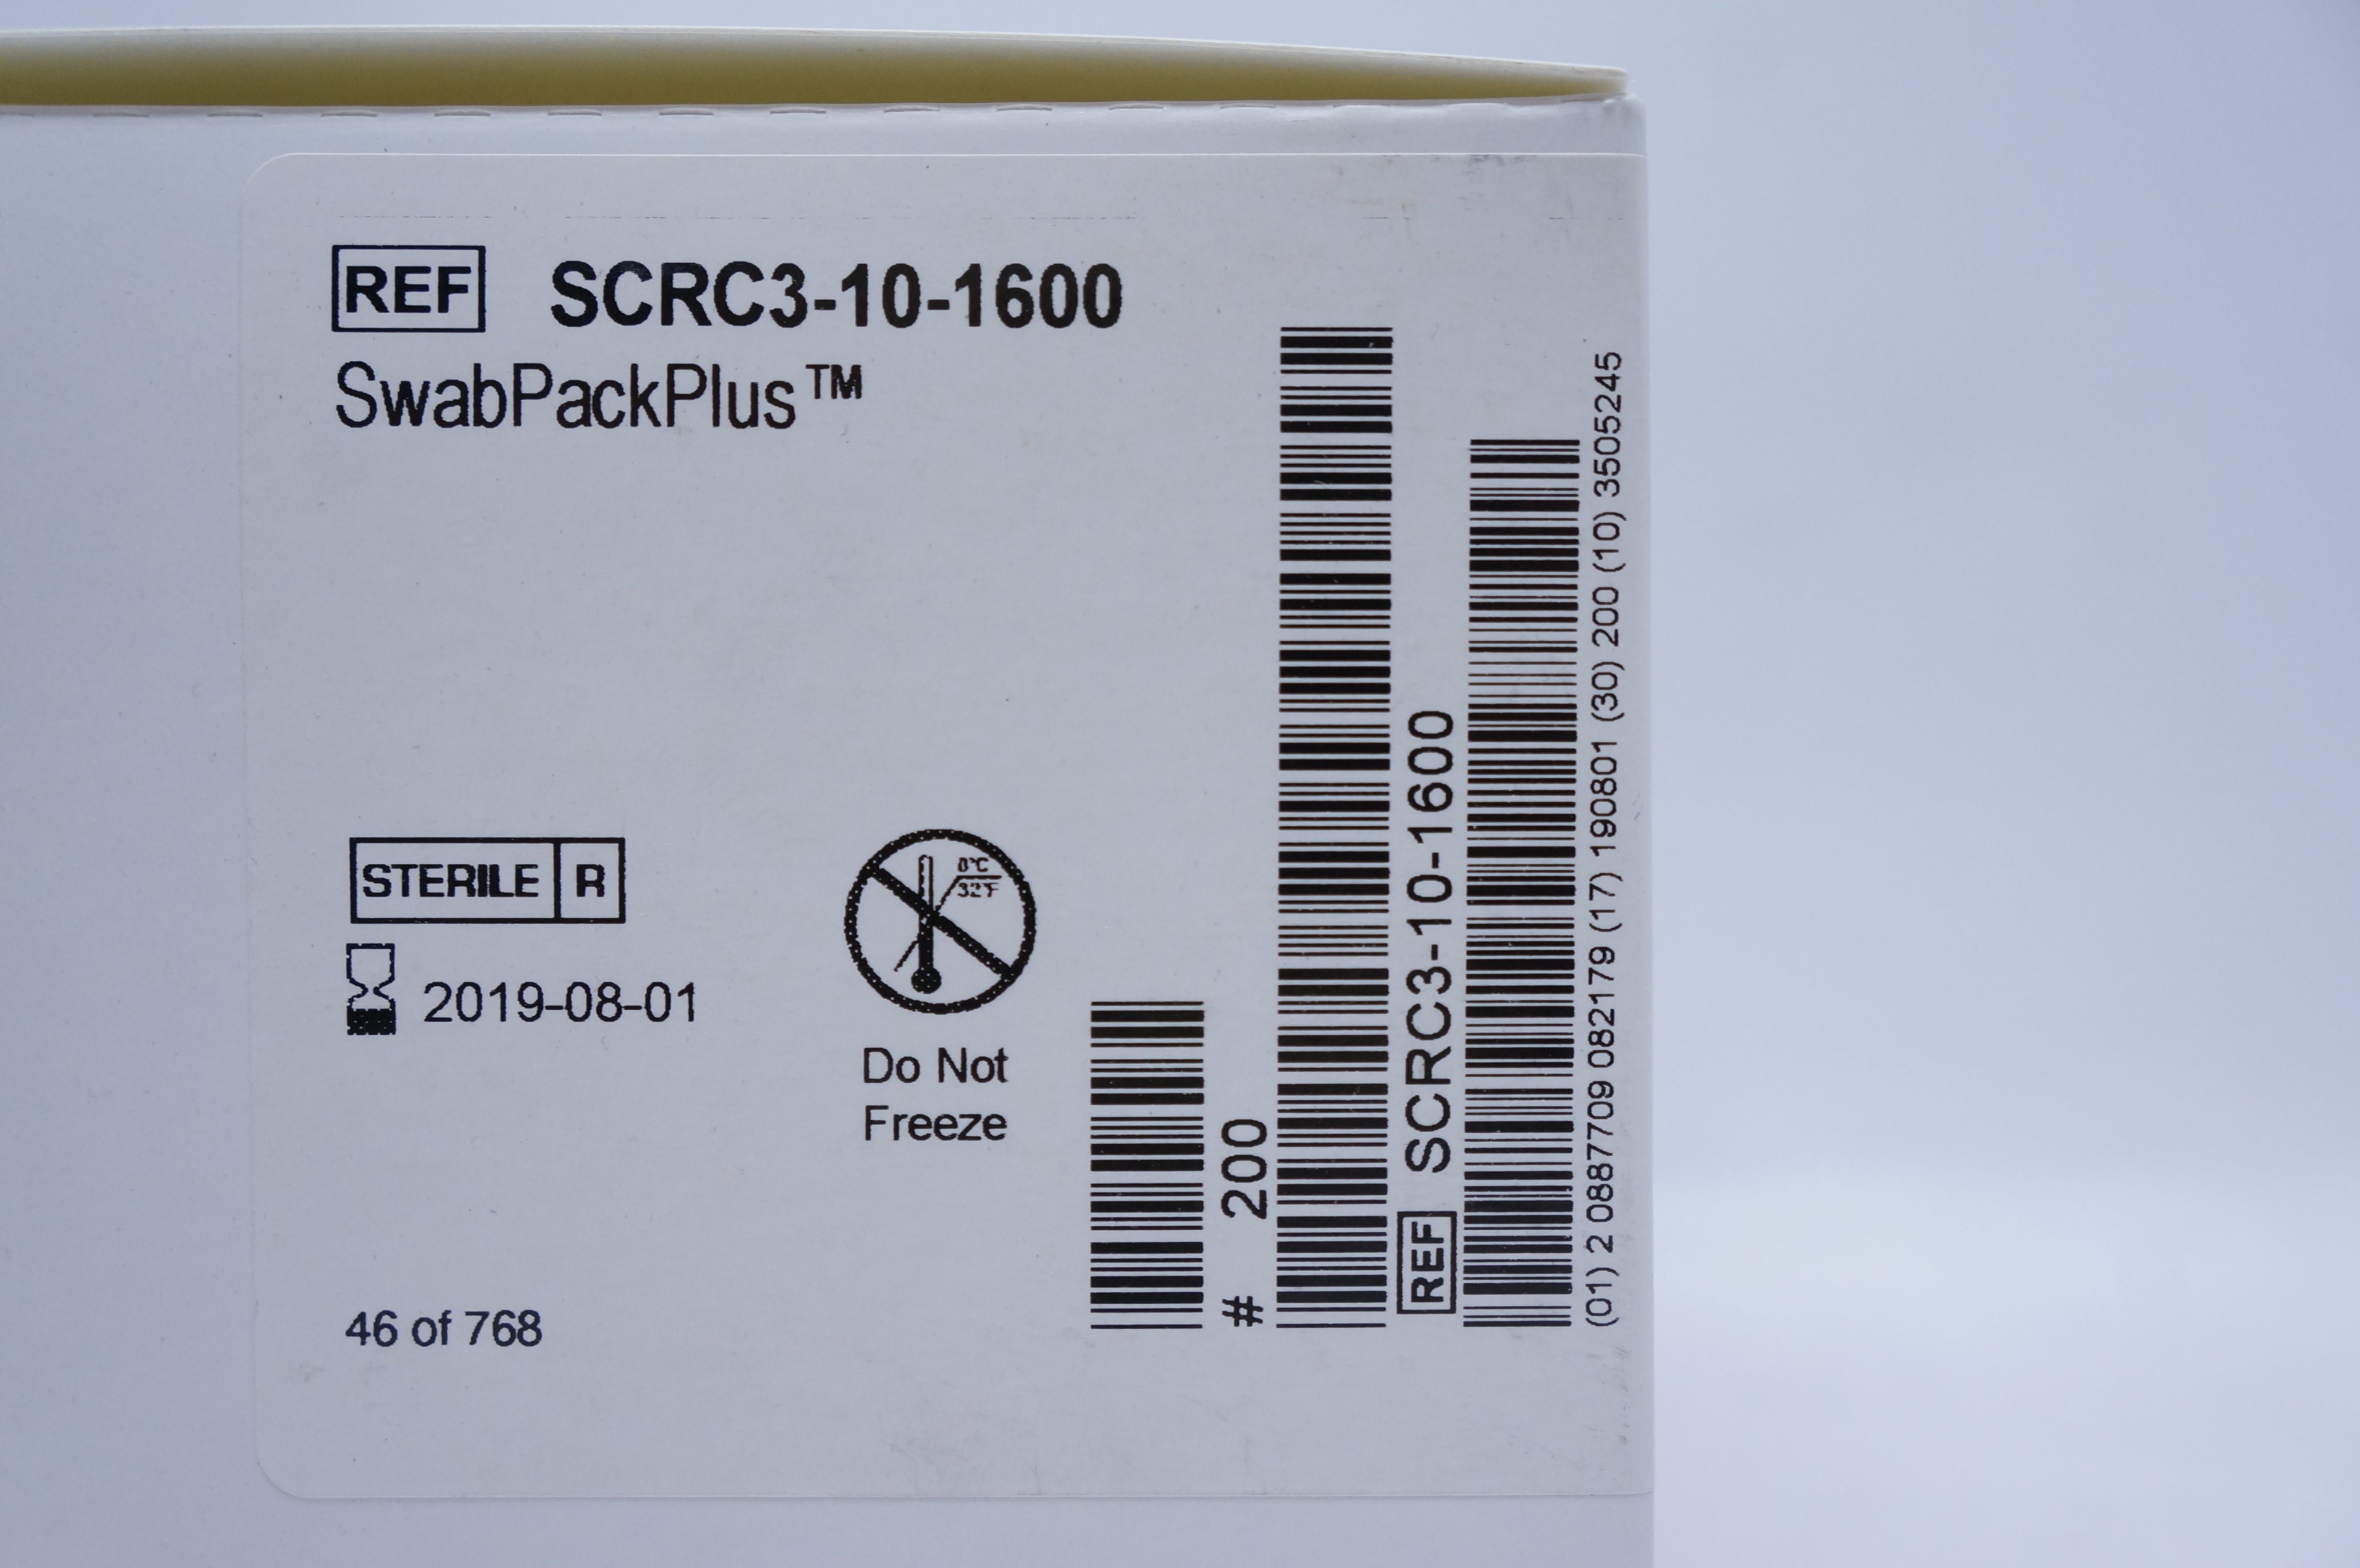 REF SCRC3-10-1600
SwabPackPlus™
STERILE R
2019-08-01
0°C
32°F
Do Not
Freeze
46 of 768
# 200
REF SCRC3-10-1600
(01) 2 0887709 082179 (17) 190801 (30) 200 (10) 3505245